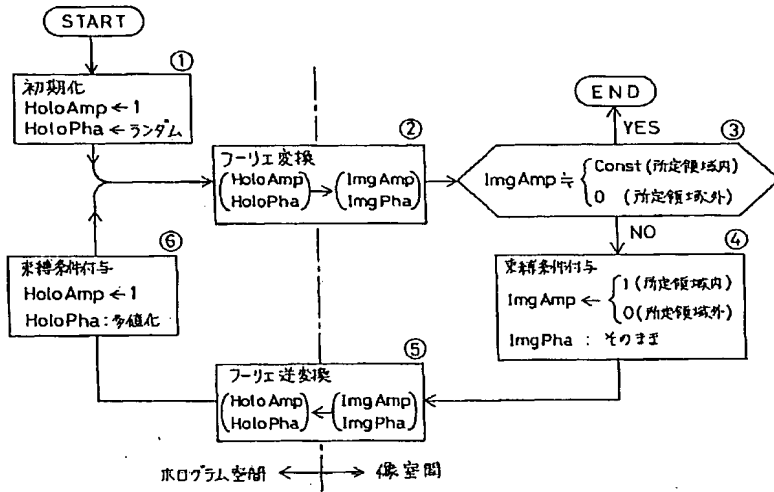 START
①
初期化
HoloAmp ← 1
HoloPha ← ランダム
②
フーリエ変換
(HoloAmp HoloPha) → (ImgAmp ImgPha)
END
YES
③
ImgAmp ≒ { Const (所定領域内)
0 (所定領域外)
NO
④
束縛条件付与
ImgAmp ← { 1 (所定領域内)
0 (所定領域外)
ImgPha : そのまま
⑤
フーリエ逆変換
(HoloAmp HoloPha) ← (ImgAmp ImgPha)
⑥
束縛条件付与
HoloAmp ← 1
HoloPha : 多値化
ホログラム空間 ← → 像空間